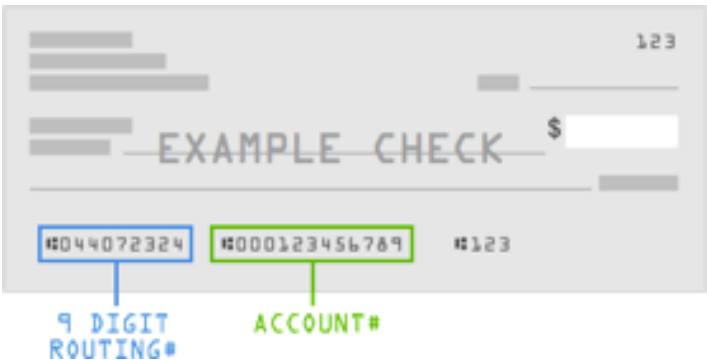 123
$
EXAMPLE CHECK
⑆044072324 ⑆000123456789 ⑆123
9 DIGIT
ROUTING#
ACCOUNT#